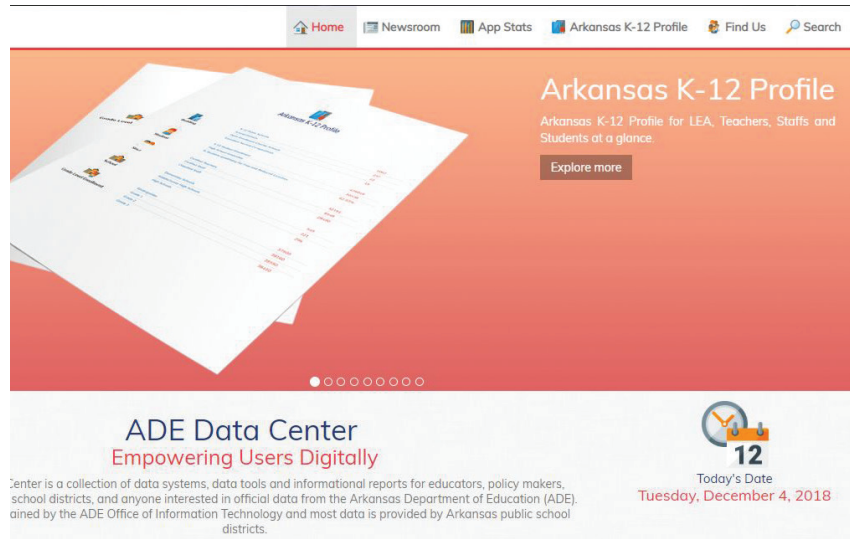 Home Newsroom App Stats Arkansas K-12 Profile Find Us Search
Arkansas K-12 Profile
Arkansas K-12 Profile for LEA, Teachers, Staffs and
Students at a glance.
Explore more
Arkansas K-12 Profile
ADE Data Center
Empowering Users Digitally
Center is a collection of data systems, data tools and informational reports for educators, policy makers,
school districts, and anyone interested in official data from the Arkansas Department of Education (ADE).
ained by the ADE Office of Information Technology and most data is provided by Arkansas public school
districts.
12
Today's Date
Tuesday, December 4, 2018